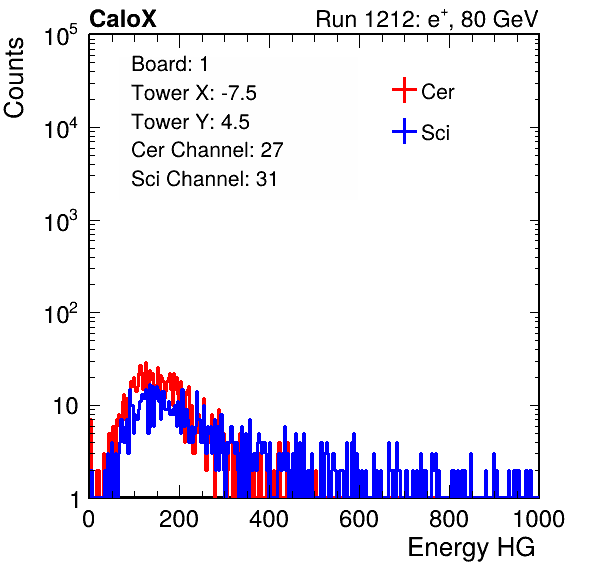 CaloX Run 1212: e⁺, 80 GeV
Counts
Board: 1
Tower X: -7.5
Tower Y: 4.5
Cer Channel: 27
Sci Channel: 31
Cer
Sci
10⁵
10⁴
10³
10²
10
1
0 200 400 600 800 1000
Energy HG